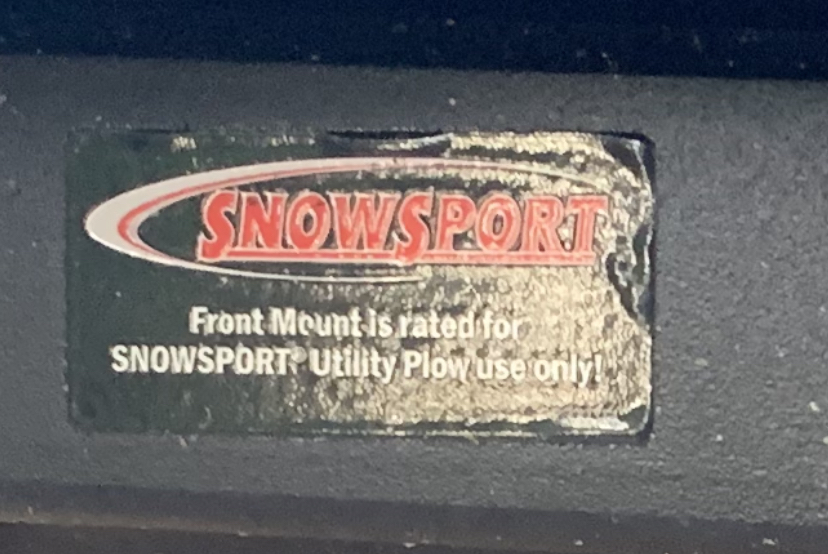 SNOWSPORT
Front Mount is rated for
SNOWSPORT® Utility Plow use only!